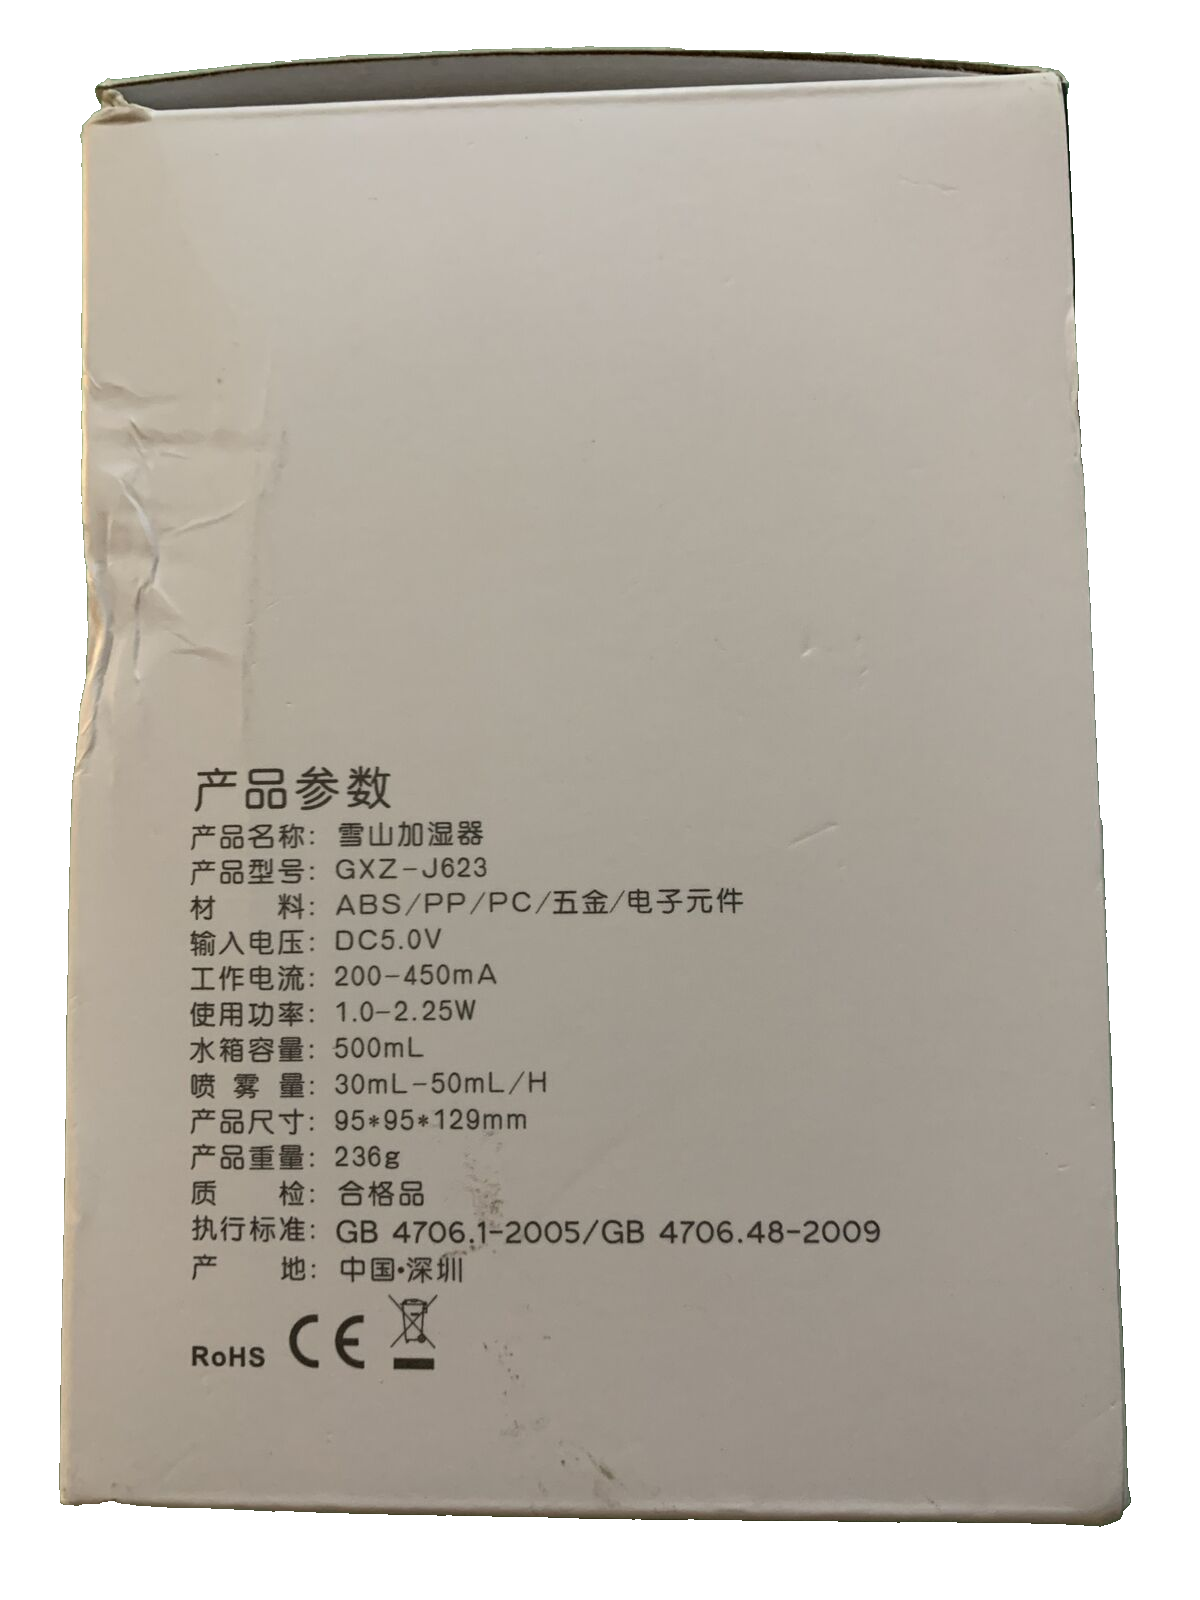 产品参数
产品名称：雪山加湿器
产品型号：GXZ-J623
材 料：ABS/PP/PC/五金/电子元件
输入电压：DC5.0V
工作电流：200-450mA
使用功率：1.0-2.25W
水箱容量：500mL
喷 雾 量：30mL-50mL/H
产品尺寸：95*95*129mm
产品重量：236g
质 检：合格品
执行标准：GB 4706.1-2005/GB 4706.48-2009
产 地：中国·深圳
RoHS CE